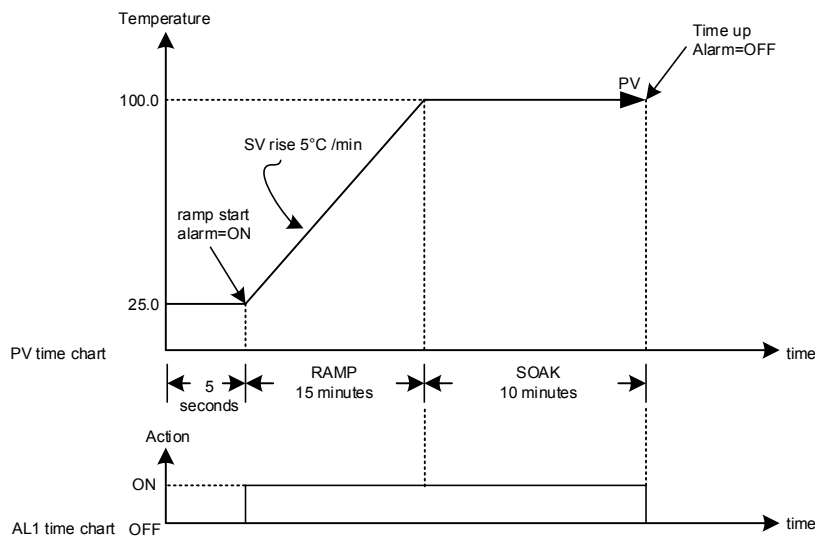 Temperature
Time up
Alarm=OFF
PV
100.0
SV rise 5°C /min
ramp start
alarm=ON
25.0
PV time chart
time
5
seconds
RAMP
15 minutes
SOAK
10 minutes
Action
ON
AL1 time chart
OFF
time